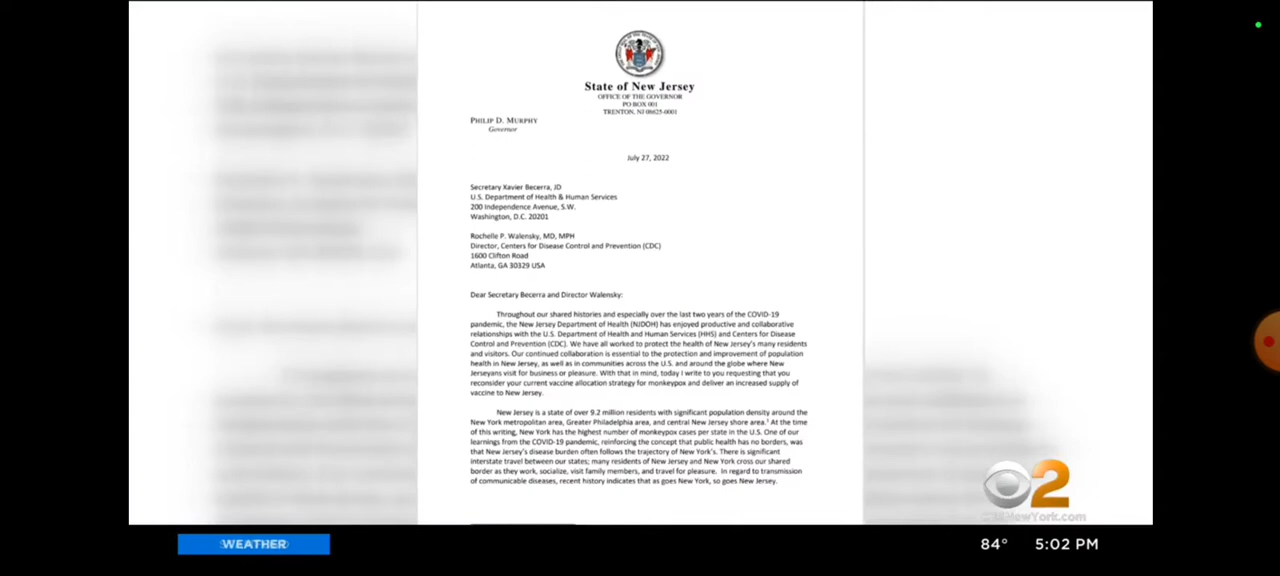 State of New Jersey
OFFICE OF THE GOVERNOR
PO BOX 001
TRENTON, NJ 08625-0001
PHILIP D. MURPHY
Governor
July 27, 2022
Secretary Xavier Becerra, JD
U.S. Department of Health & Human Services
200 Independence Avenue, S.W.
Washington, D.C. 20201
Rochelle P. Walensky, MD, MPH
Director, Centers for Disease Control and Prevention (CDC)
1600 Clifton Road
Atlanta, GA 30329 USA
Dear Secretary Becerra and Director Walensky:
Throughout our shared histories and especially over the last two years of the COVID-19
pandemic, the New Jersey Department of Health (NJDOH) has enjoyed productive and collaborative
relationships with the U.S. Department of Health and Human Services (HHS) and Centers for Disease
Control and Prevention (CDC). We have all worked to protect the health of New Jersey's many residents
and visitors. Our continued collaboration is essential to the protection and improvement of population
health in New Jersey, as well as in communities across the U.S. and around the globe where New
Jerseyans visit for business or pleasure. With that in mind, today I write to you requesting that you
reconsider your current vaccine allocation strategy for monkeypox and deliver an increased supply of
vaccine to New Jersey.
New Jersey is a state of over 9.2 million residents with significant population density around the
New York metropolitan area, Greater Philadelphia area, and central New Jersey shore area.¹ At the time
of this writing, New York has the highest number of monkeypox cases per state in the U.S. One of our
learnings from the COVID-19 pandemic, reinforcing the concept that public health has no borders, was
that New Jersey's disease burden often follows the trajectory of New York's. There is significant
interstate travel between our states; many residents of New Jersey and New York cross our shared
border as they work, socialize, visit family members, and travel for pleasure. In regard to transmission
of communicable diseases, recent history indicates that as goes New York, so goes New Jersey.
2
NewYork.com
WEATHER
84° 5:02 PM